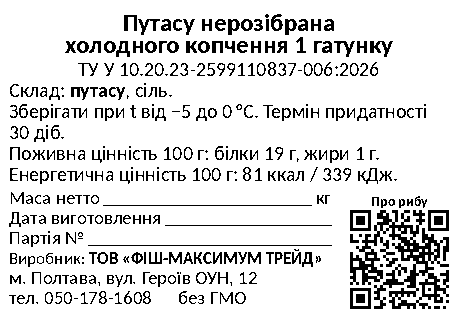 Путасу нерозібрана
холодного копчення 1 гатунку
ТУ У 10.20.23-2599110837-006:2026
Склад: путасу, сіль.
Зберігати при t від −5 до 0 °C. Термін придатності
30 діб.
Поживна цінність 100 г: білки 19 г, жири 1 г.
Енергетична цінність 100 г: 81 ккал / 339 кДж.
Маса нетто ______________________ кг
Дата виготовлення __________________
Партія № __________________________
Про рибу
Виробник: ТОВ «ФІШ-МАКСИМУМ ТРЕЙД»
м. Полтава, вул. Героїв ОУН, 12
тел. 050-178-1608 без ГМО